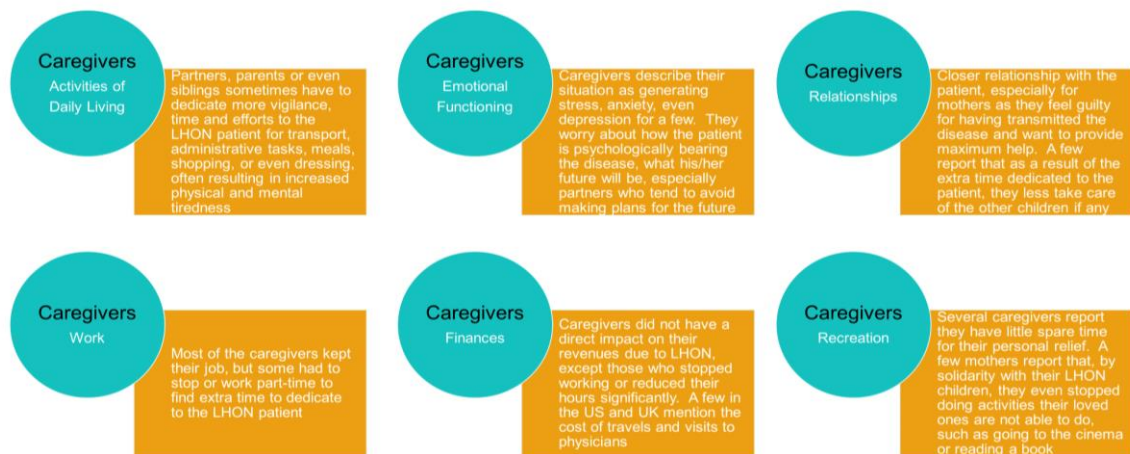 Caregivers
Activities of
Daily Living
Partners, parents or even
siblings sometimes have to
dedicate more vigilance,
time and efforts to the
LHON patient for transport,
administrative tasks, meals,
shopping, or even dressing,
often resulting in increased
physical and mental
tiredness
Caregivers
Emotional
Functioning
Caregivers describe their
situation as generating
stress, anxiety, even
depression for a few. They
worry about how the patient
is psychologically bearing
the disease, what his/her
future will be, especially
partners who tend to avoid
making plans for the future
Caregivers
Relationships
Closer relationship with the
patient, especially for
mothers as they feel guilty
for having transmitted the
disease and want to provide
maximum help. A few
report that as a result of the
extra time dedicated to the
patient, they less take care
of the other children if any
Caregivers
Work
Most of the caregivers kept
their job, but some had to
stop or work part-time to
find extra time to dedicate
to the LHON patient
Caregivers
Finances
Caregivers did not have a
direct impact on their
revenues due to LHON,
except those who stopped
working or reduced their
hours significantly. A few in
the US and UK mention the
cost of travels and visits to
physicians
Caregivers
Recreation
Several caregivers report
they have little spare time
for their personal relief. A
few mothers report that, by
solidarity with their LHON
children, they even stopped
doing activities their loved
ones are not able to do,
such as going to the cinema
or reading a book